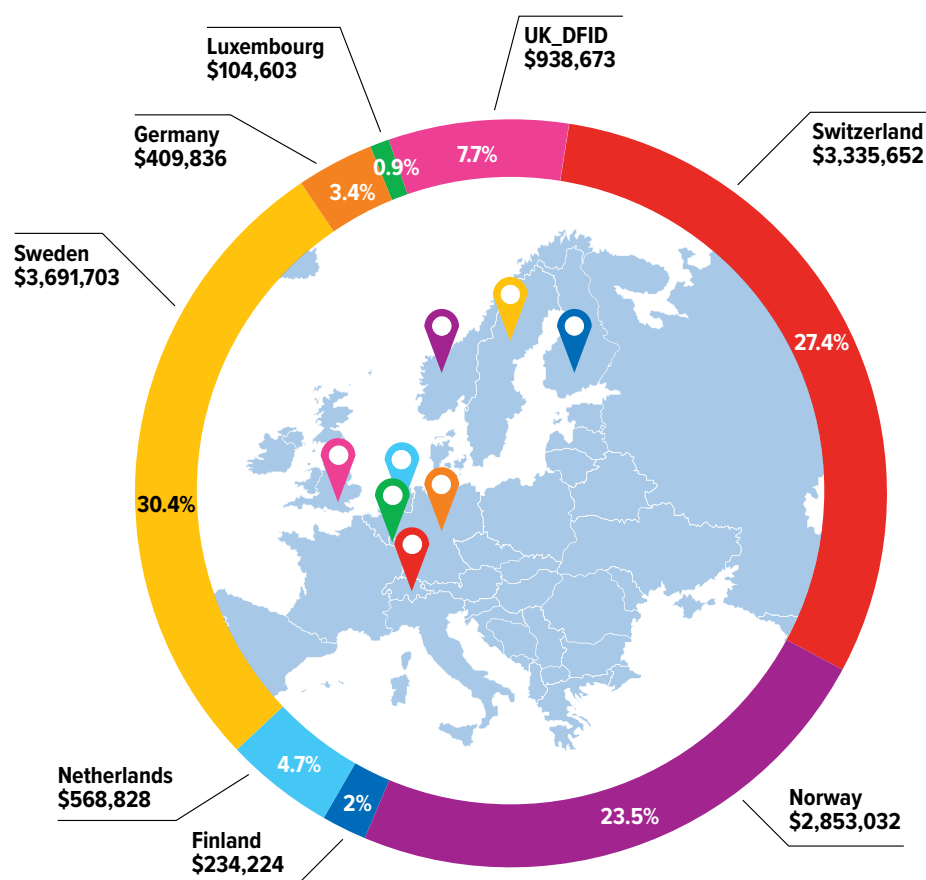 UK_DFID
$938,673
Luxembourg
$104,603
Germany
$409,836
Switzerland
$3,335,652
7.7%
0.9%
3.4%
Sweden
$3,691,703
27.4%
30.4%
4.7%
2%
23.5%
Netherlands
$568,828
Norway
$2,853,032
Finland
$234,224